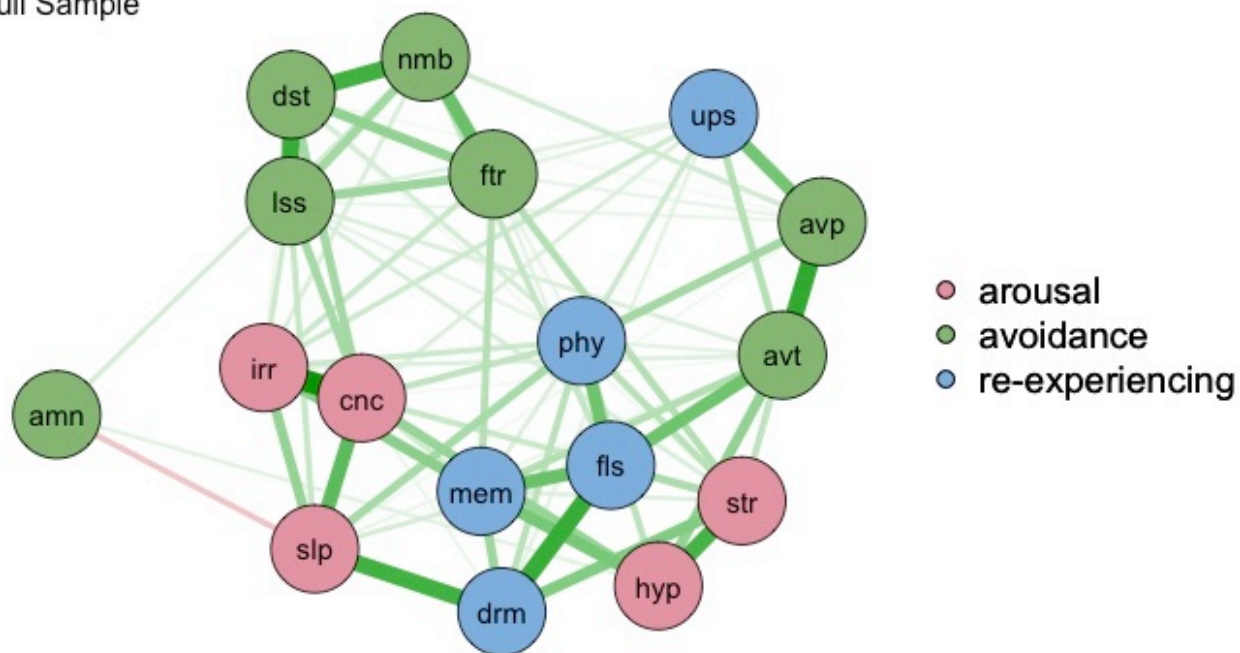 Sample
nmb
dst
ups
ftr
lss
avp
phy
avt
irr
cnc
amn
fls
mem
str
slp
hyp
drm
arousal
avoidance
re-experiencing